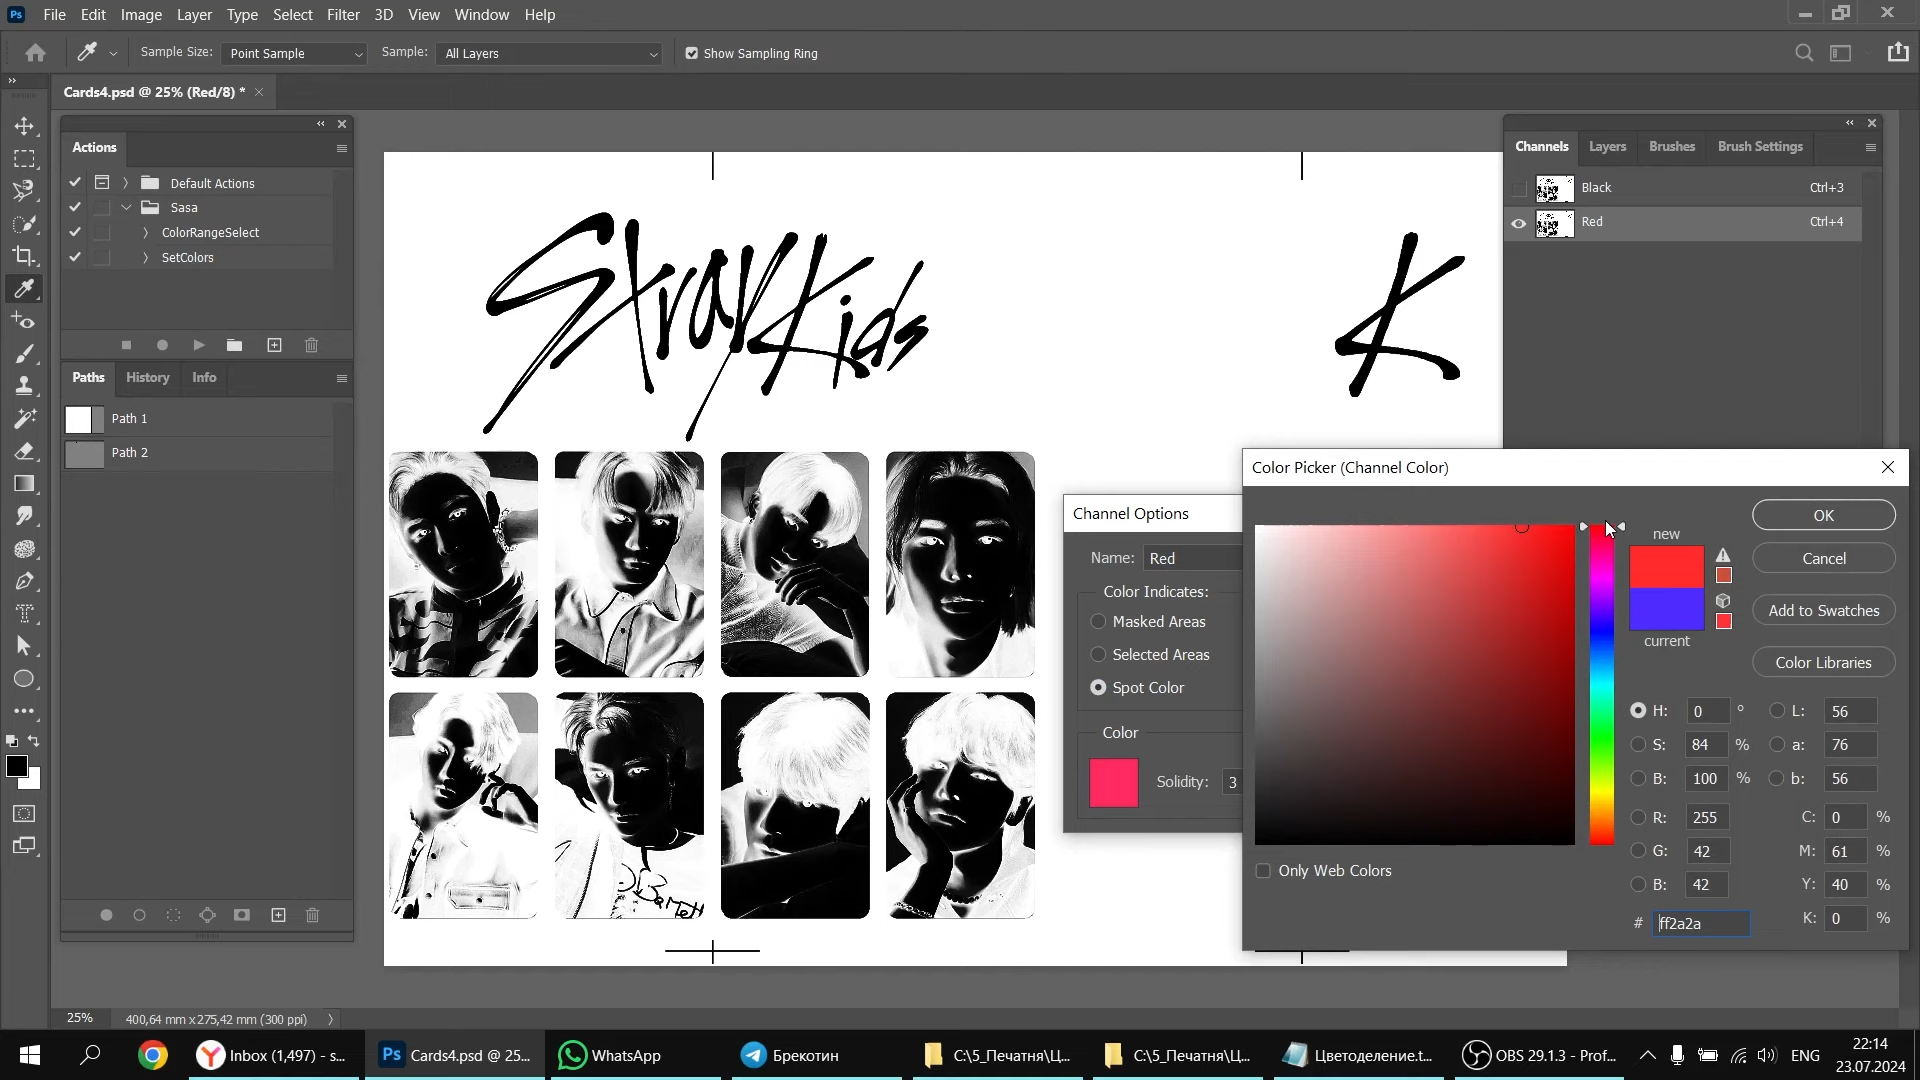 Ps File Edit Image Layer Type Select Filter 3D View Window Help
Sample Size: Point Sample Sample: All Layers Show Sampling Ring
Cards4.psd @ 25% (Red/8) *
Actions
Default Actions
Sasa
ColorRangeSelect
SetColors
Paths History Info
Path 1
Path 2
StrayKids
K
Channels Layers Brushes Brush Settings
Black Ctrl+3
Red Ctrl+4
Channel Options
Name: Red
Color Indicates:
Masked Areas
Selected Areas
Spot Color
Color
Solidity: 3
Color Picker (Channel Color)
new
current
OK
Cancel
Add to Swatches
Color Libraries
H: 0 ° L: 56
S: 84 % a: 76
B: 100 % b: 56
R: 255 C: 0 %
G: 42 M: 61 %
B: 42 Y: 40 %
# ff2a2a K: 0 %
Only Web Colors
25% 400,64 mm x 275,42 mm (300 ppi)
Inbox (1,497) - s... Ps Cards4.psd @ 25... WhatsApp Брекотин C:\5_Печатня\Ц... C:\5_Печатня\Ц... Цветоделение.t... OBS 29.1.3 - Prof... ENG
22:14
23.07.2024